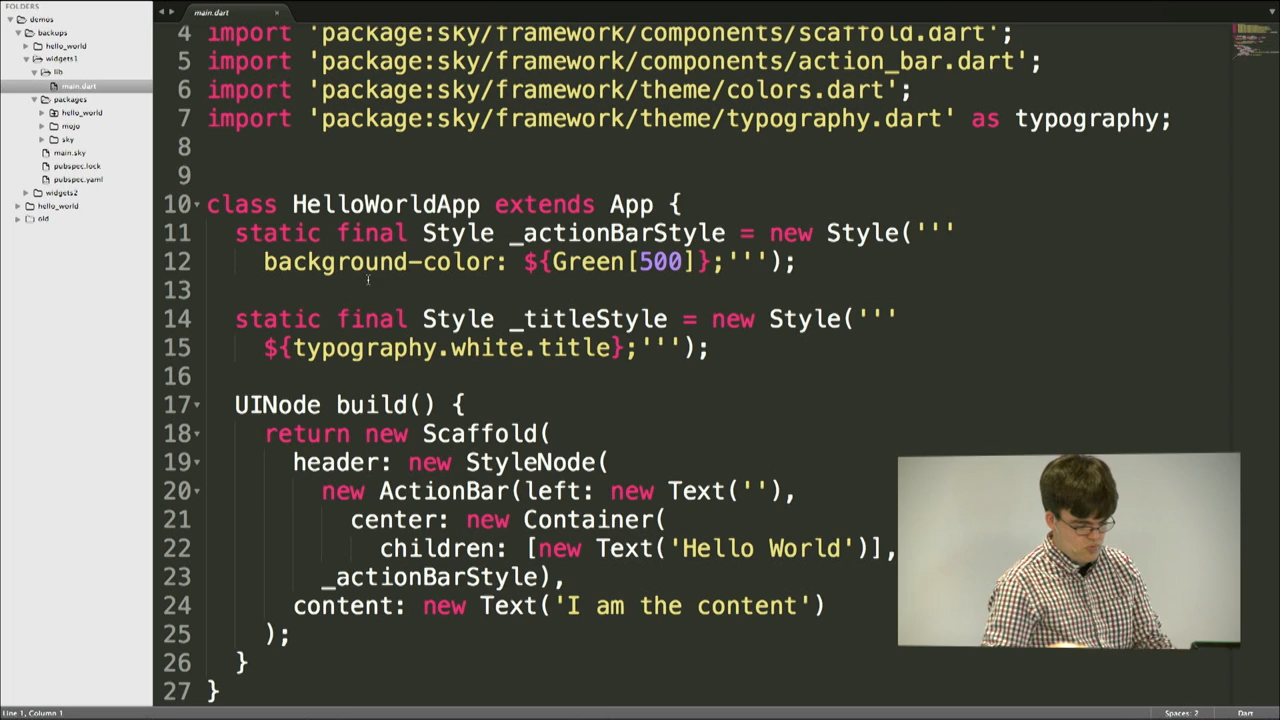 FOLDERS
demos
backups
hello_world
widgets1
lib
main.dart
packages
hello_world
mojo
sky
main.sky
pubspec.lock
pubspec.yaml
widgets2
hello_world
old
main.dart
4 import 'package:sky/framework/components/scaffold.dart';
5 import 'package:sky/framework/components/action_bar.dart';
6 import 'package:sky/framework/theme/colors.dart';
7 import 'package:sky/framework/theme/typography.dart' as typography;
8
9
10 class HelloWorldApp extends App {
11 static final Style _actionBarStyle = new Style('''
12 background-color: ${Green[500]};''');
13
14 static final Style _titleStyle = new Style('''
15 ${typography.white.title};''');
16
17 UINode build() {
18 return new Scaffold(
19 header: new StyleNode(
20 new ActionBar(left: new Text(''),
21 center: new Container(
22 children: [new Text('Hello World')],
23 _actionBarStyle),
24 content: new Text('I am the content')
25 );
26 }
27 }
Line 1, Column 1
Spaces: 2
Dart